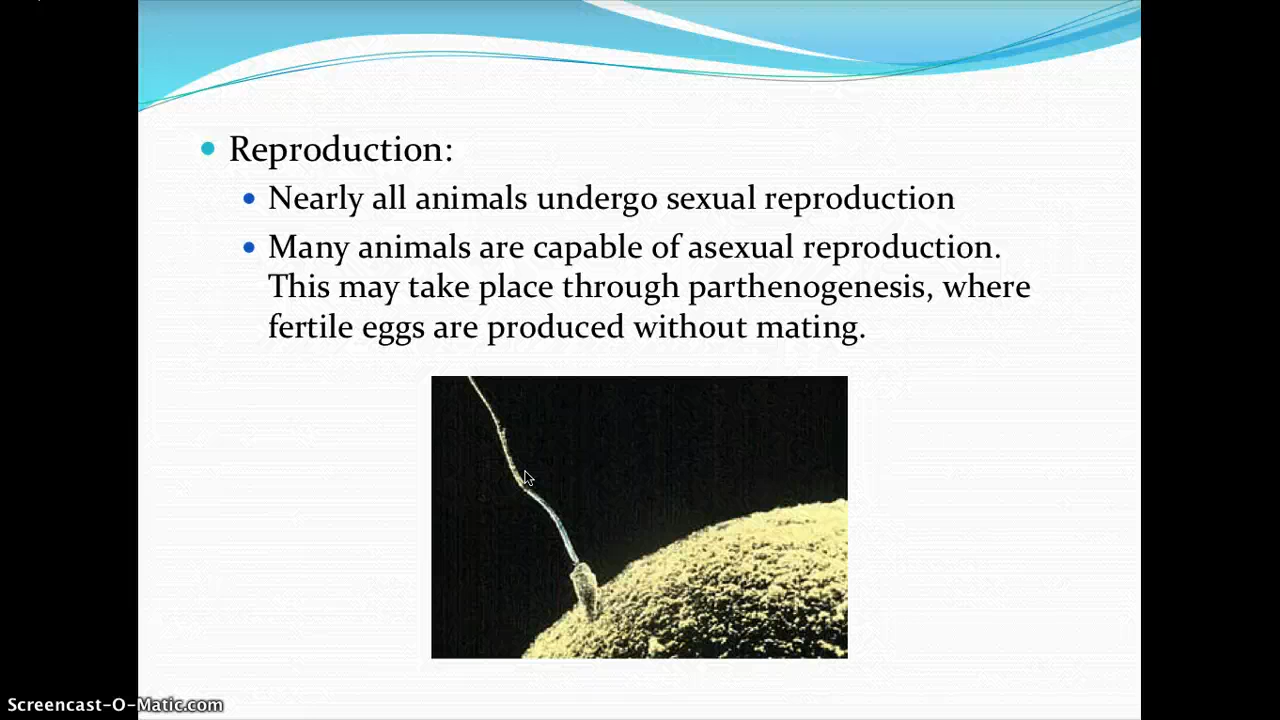 Reproduction:
Nearly all animals undergo sexual reproduction
Many animals are capable of asexual reproduction.
This may take place through parthenogenesis, where
fertile eggs are produced without mating.
Screencast-O-Matic.com